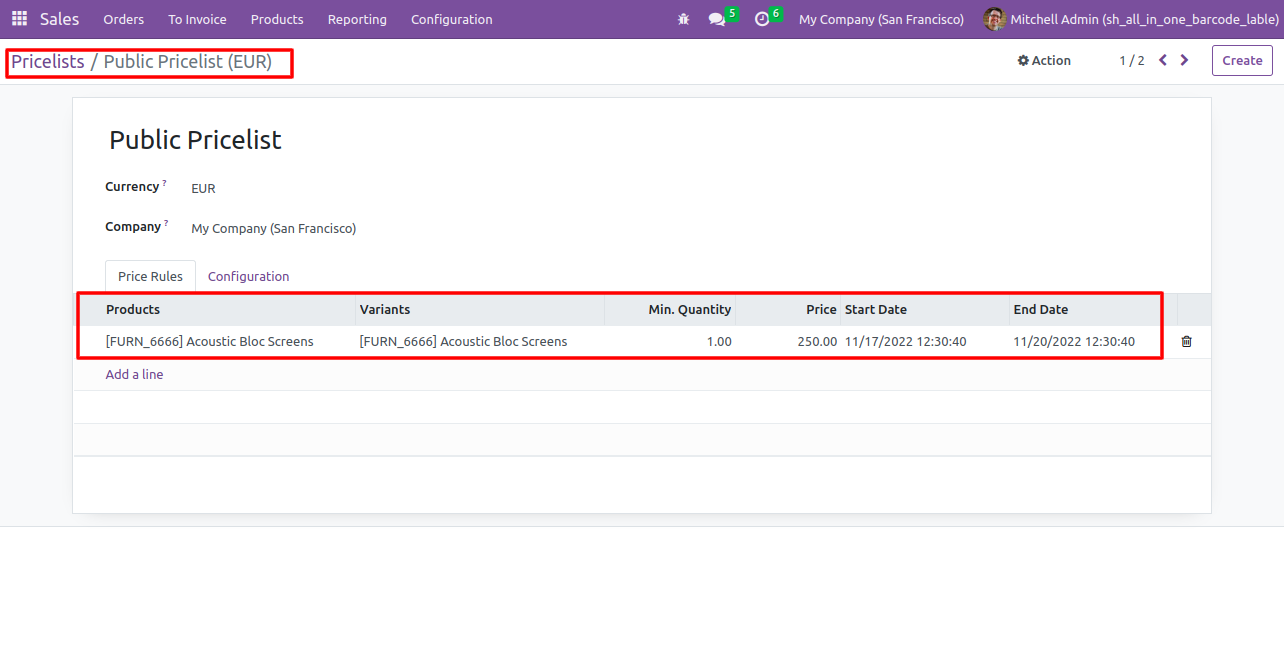 Sales Orders To Invoice Products Reporting Configuration 5 6 My Company (San Francisco) Mitchell Admin (sh_all_in_one_barcode_lable)
Pricelists / Public Pricelist (EUR) Action 1 / 2 Create
Public Pricelist
Currency ? EUR
Company ? My Company (San Francisco)
Price Rules Configuration
Products Variants Min. Quantity Price Start Date End Date
[FURN_6666] Acoustic Bloc Screens [FURN_6666] Acoustic Bloc Screens 1.00 250.00 11/17/2022 12:30:40 11/20/2022 12:30:40
Add a line